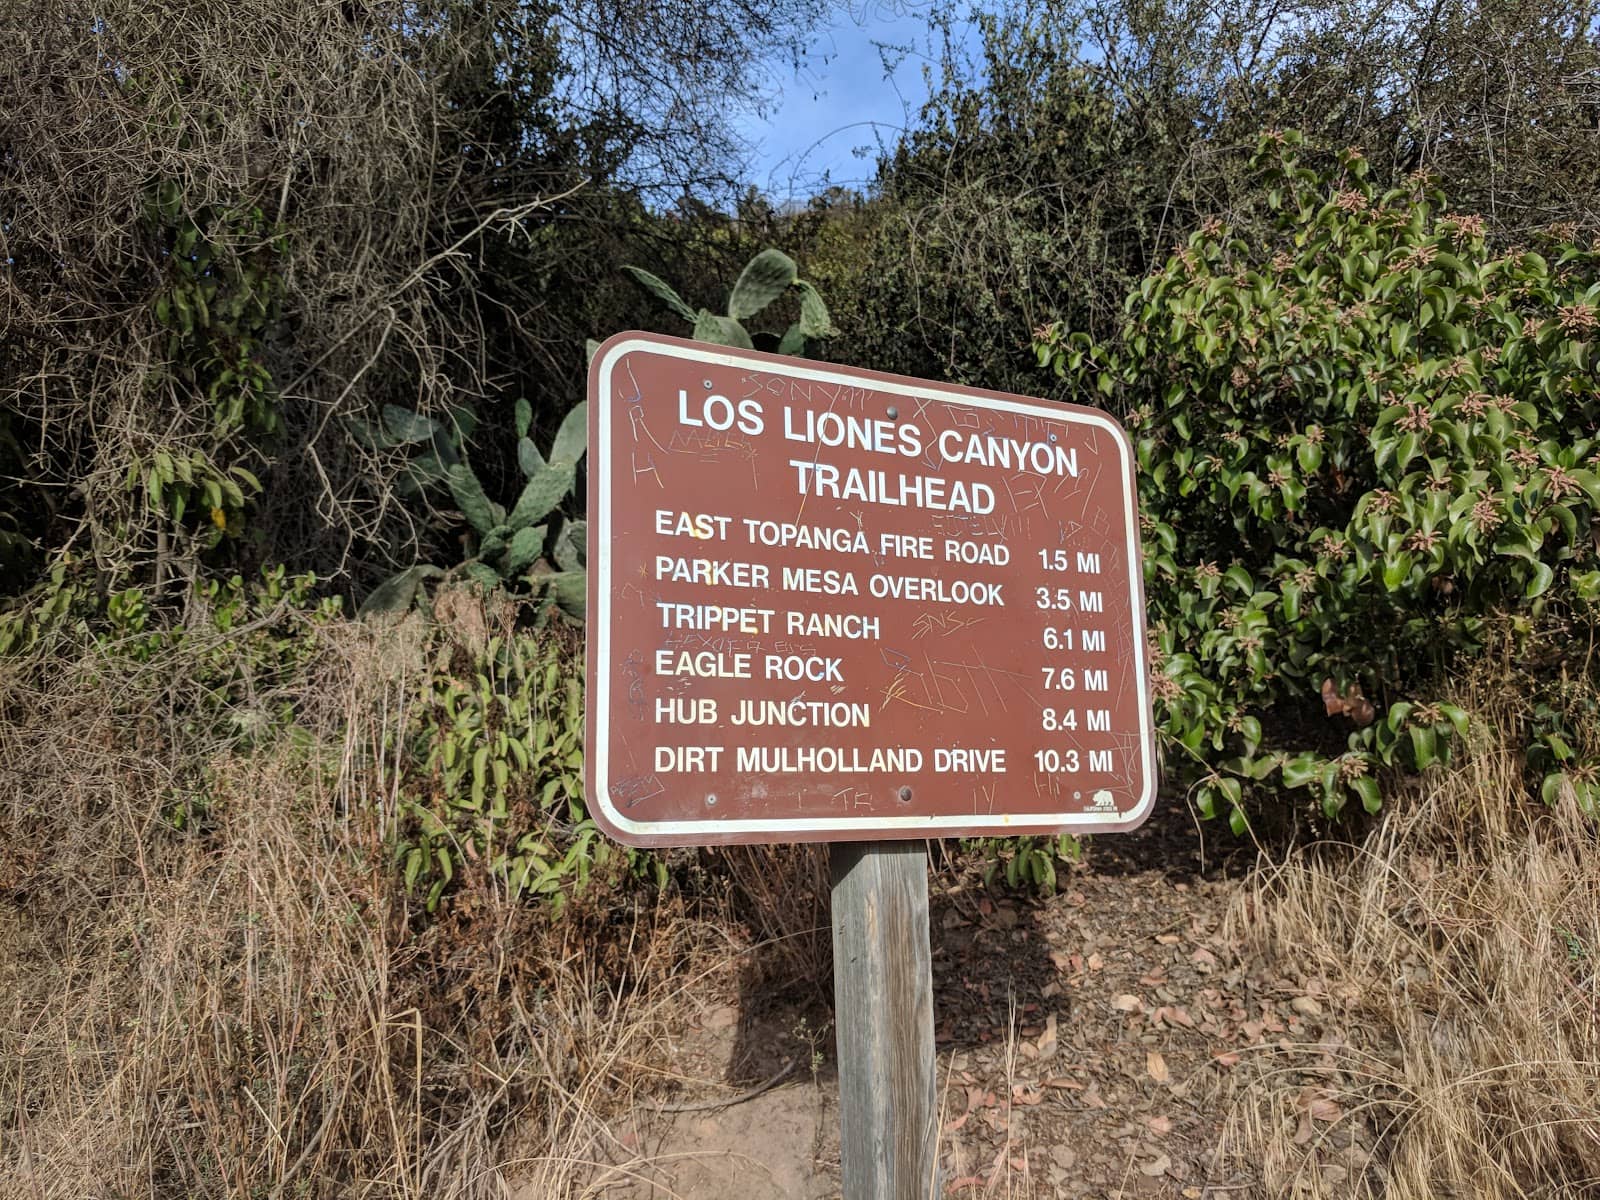 LOS LIONES CANYON
TRAILHEAD
EAST TOPANGA FIRE ROAD 1.5 MI
PARKER MESA OVERLOOK 3.5 MI
TRIPPET RANCH 6.1 MI
EAGLE ROCK 7.6 MI
HUB JUNCTION 8.4 MI
DIRT MULHOLLAND DRIVE 10.3 MI